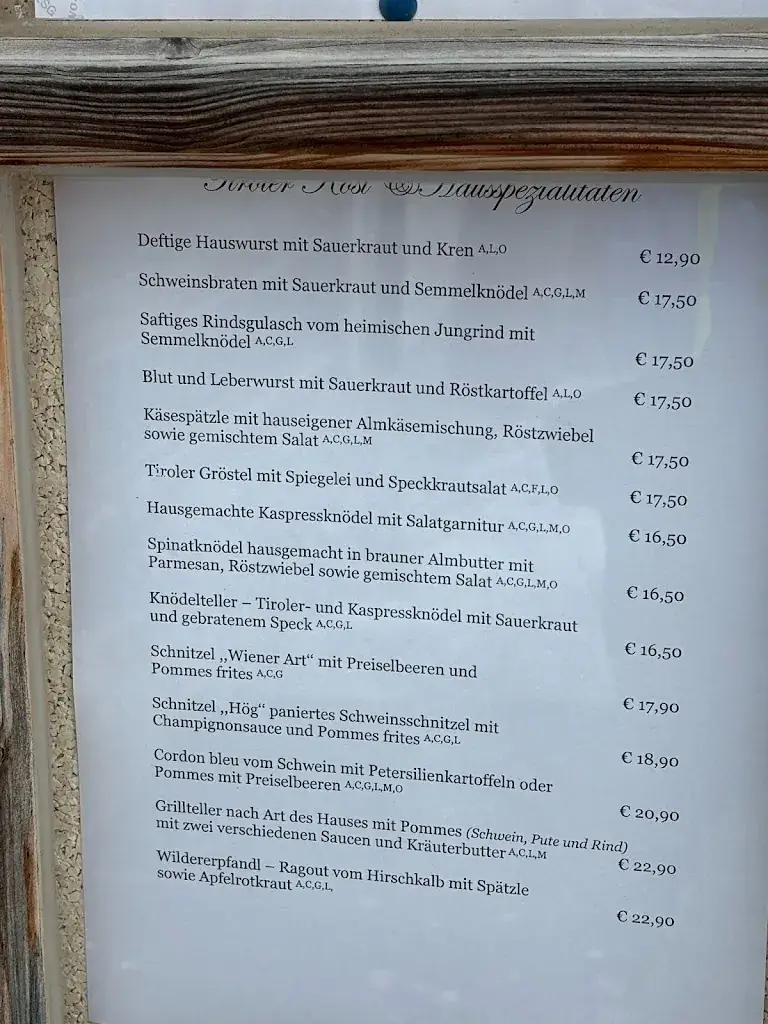 Tiroler Kost & Hausspezialitäten
Deftige Hauswurst mit Sauerkraut und Kren A,L,O € 12,90
Schweinsbraten mit Sauerkraut und Semmelknödel A,C,G,L,M € 17,50
Saftiges Rindsgulasch vom heimischen Jungrind mit
Semmelknödel A,C,G,L € 17,50
Blut und Leberwurst mit Sauerkraut und Röstkartoffel A,L,O € 17,50
Käsespätzle mit hauseigener Almkäsemischung, Röstzwiebel
sowie gemischtem Salat A,C,G,L,M € 17,50
Tiroler Gröstel mit Spiegelei und Speckkrautsalat A,C,F,L,O € 17,50
Hausgemachte Kaspressknödel mit Salatgarnitur A,C,G,L,M,O € 16,50
Spinatknödel hausgemacht in brauner Almbutter mit
Parmesan, Röstzwiebel sowie gemischtem Salat A,C,G,L,M,O € 16,50
Knödelteller – Tiroler- und Kaspressknödel mit Sauerkraut
und gebratenem Speck A,C,G,L € 16,50
Schnitzel ,,Wiener Art“ mit Preiselbeeren und
Pommes frites A,C,G € 17,90
Schnitzel ,,Hög“ paniertes Schweinsschnitzel mit
Champignonsauce und Pommes frites A,C,G,L € 18,90
Cordon bleu vom Schwein mit Petersilienkartoffeln oder
Pommes mit Preiselbeeren A,C,G,L,M,O € 20,90
Grillteller nach Art des Hauses mit Pommes (Schwein, Pute und Rind)
mit zwei verschiedenen Saucen und Kräuterbutter A,C,L,M € 22,90
Wildererpfandl – Ragout vom Hirschkalb mit Spätzle
sowie Apfelrotkraut A,C,G,L, € 22,90